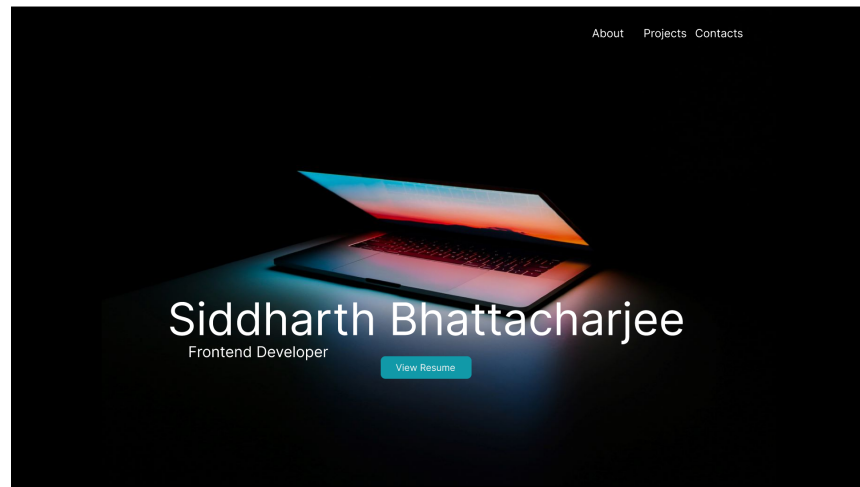 About Projects Contacts
Siddharth Bhattacharjee
Frontend Developer
View Resume